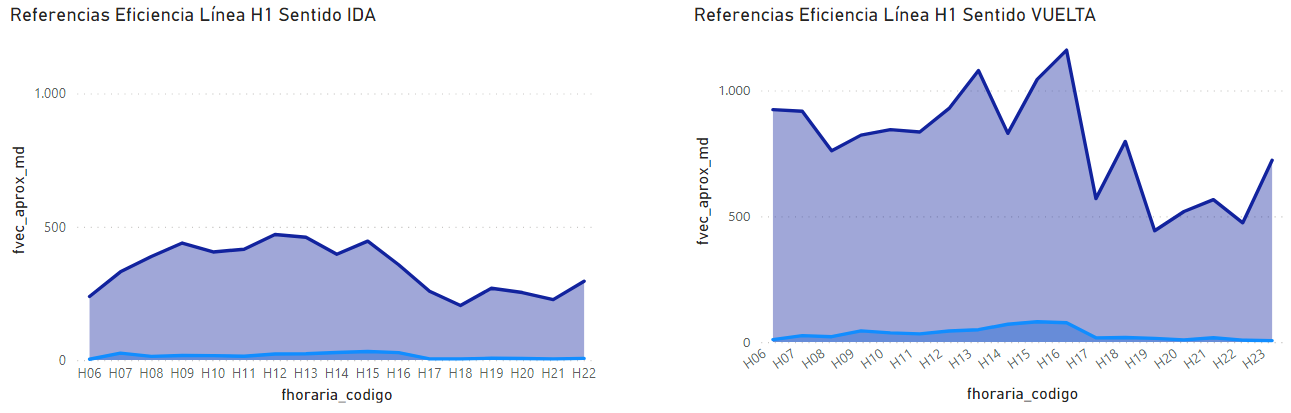 Referencias Eficiencia Línea H1 Sentido IDA
1.000
500
0
fvec_aprox_md
H06 H07 H08 H09 H10 H11 H12 H13 H14 H15 H16 H17 H18 H19 H20 H21 H22
fhoraria_codigo
Referencias Eficiencia Línea H1 Sentido VUELTA
1.000
500
0
fvec_aprox_md
H06 H07 H08 H09 H10 H11 H12 H13 H14 H15 H16 H17 H18 H19 H20 H21 H22 H23
fhoraria_codigo